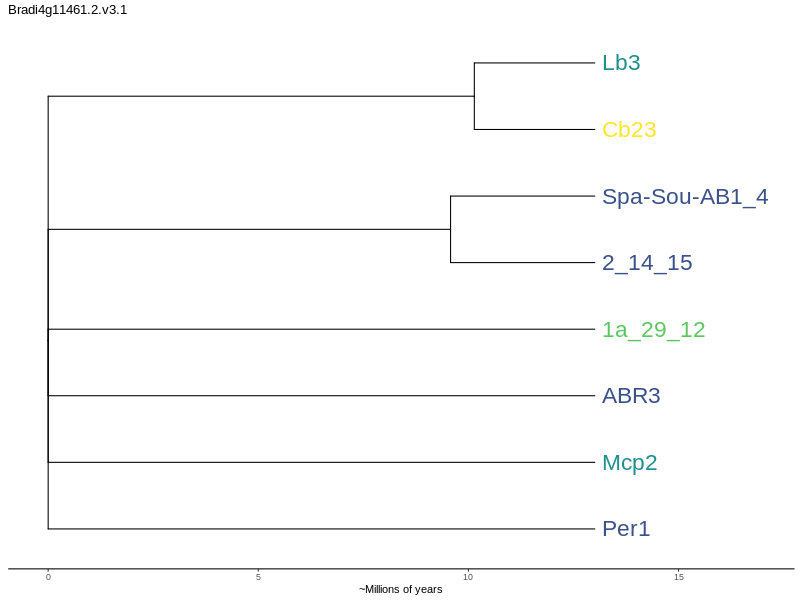 Bradi4g11461.2.v3.1
Lb3
Cb23
Spa-Sou-AB1_4
2_14_15
1a_29_12
ABR3
Mcp2
Per1
0 5 10 15
~Millions of years